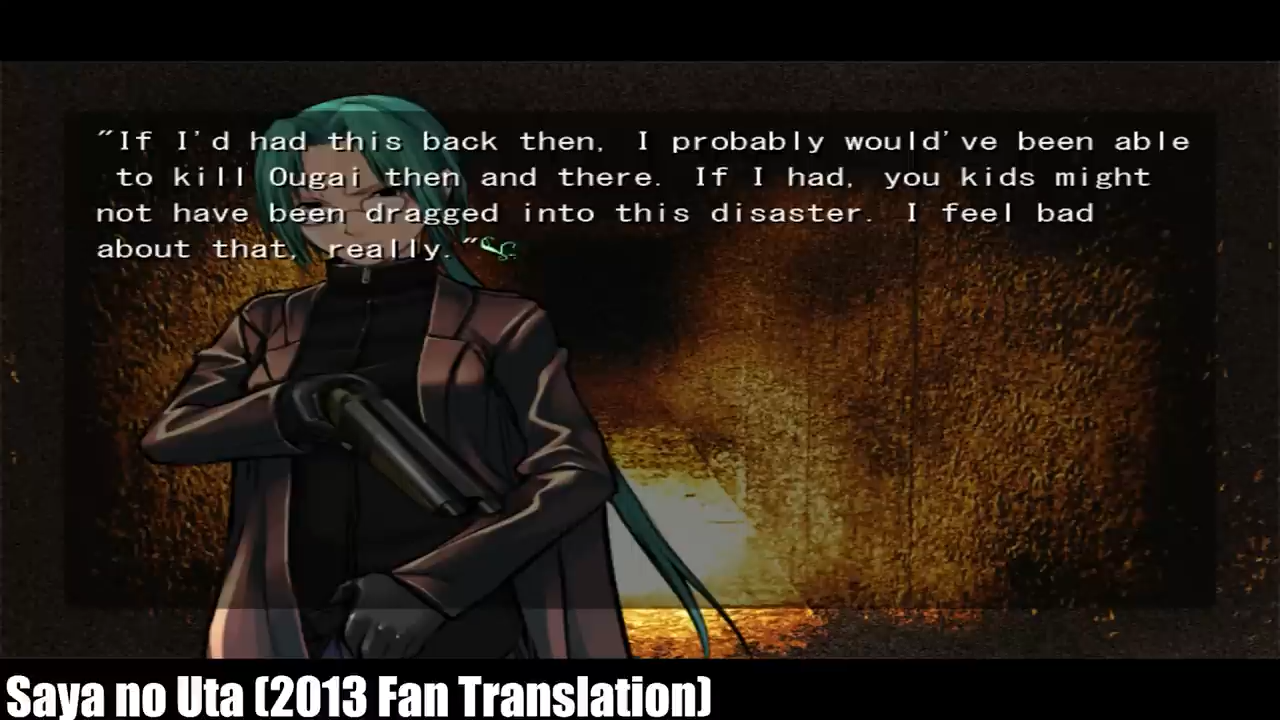 "If I'd had this back then, I probably would've been able
to kill Ougai then and there. If I had, you kids might
not have been dragged into this disaster. I feel bad
about that, really."
Saya no Uta (2013 Fan Translation)